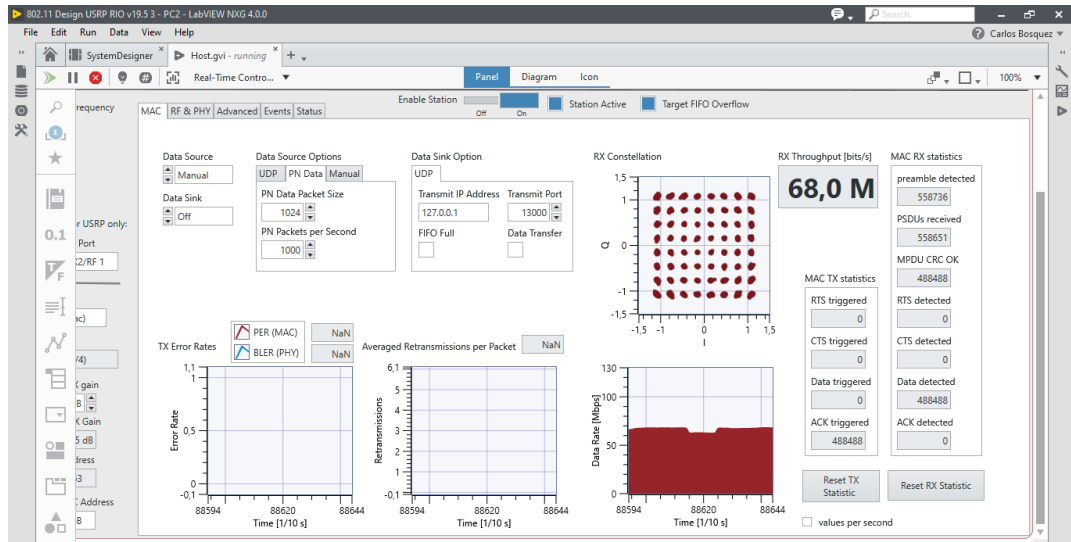 802.11 Design USRP RIO v19.5 3 - PC2 - LabVIEW NXG 4.0.0
Search
File Edit Run Data View Help
Carlos Bosquez
SystemDesigner
Host.gvi - running
Real-Time Contro...
Panel Diagram Icon
100%
requency
Enable Station
Off On
Station Active
Target FIFO Overflow
MAC RF & PHY Advanced Events Status
Data Source
Manual
Data Sink
Off
Data Source Options
UDP PN Data Manual
PN Data Packet Size
1024
PN Packets per Second
1000
Data Sink Option
UDP
Transmit IP Address Transmit Port
127.0.0.1 13000
FIFO Full Data Transfer
RX Constellation
1,5
1
0
-1
-1,5
Q
-1,5 -1 0 1 1,5
I
RX Throughput [bits/s]
68,0 M
MAC RX statistics
preamble detected
558736
PSDUs received
558651
MPDU CRC OK
488488
RTS detected
0
CTS detected
0
Data detected
488488
ACK detected
0
MAC TX statistics
RTS triggered
0
CTS triggered
0
Data triggered
0
ACK triggered
488488
r USRP only:
Port
0.1
/4)
gain
Gain
dress
Address
TX Error Rates
PER (MAC) NaN
BLER (PHY) NaN
1,1
1
0,5
0
-0,1
Error Rate
88594 88620 88644
Time [1/10 s]
Averaged Retransmissions per Packet NaN
6,1
5
4
3
2
1
-0,1
Retransmissions
88594 88620 88644
Time [1/10 s]
130
100
50
0
Data Rate [Mbps]
88594 88620 88644
Time [1/10 s]
Reset TX
Statistic
Reset RX Statistic
values per second